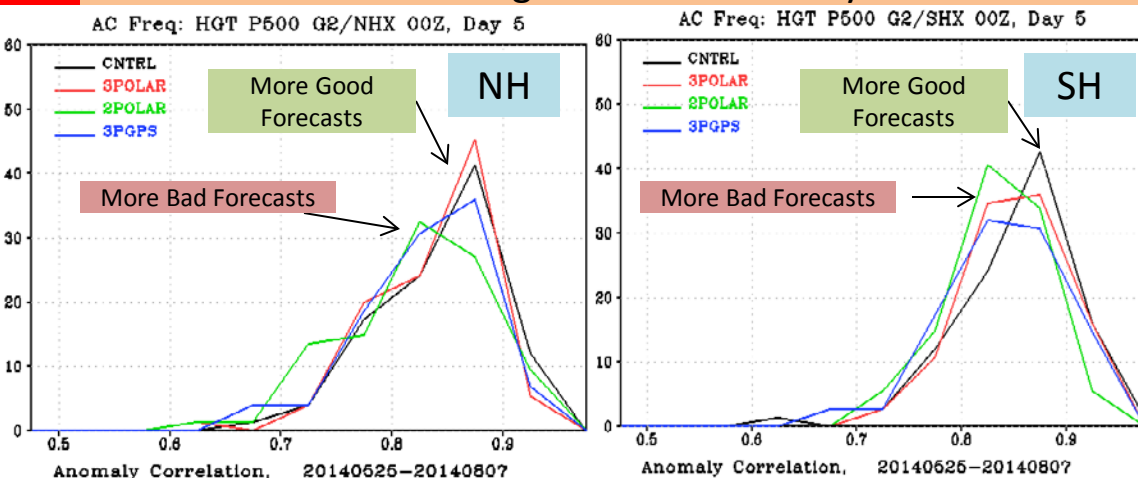 AC Freq: HGT P500 G2/NHX 00Z, Day 5
60
50
40
30
20
10
0
CNTRL
3POLAR
2POLAR
3PGPS
More Good
Forecasts
NH
More Bad Forecasts
0.5 0.6 0.7 0.8 0.9
Anomaly Correlation, 20140525-20140807
AC Freq: HGT P500 G2/SHX 00Z, Day 5
60
50
40
30
20
10
0
CNTRL
3POLAR
2POLAR
3PGPS
More Good
Forecasts
SH
More Bad Forecasts
0.5 0.6 0.7 0.8 0.9
Anomaly Correlation, 20140525-20140807